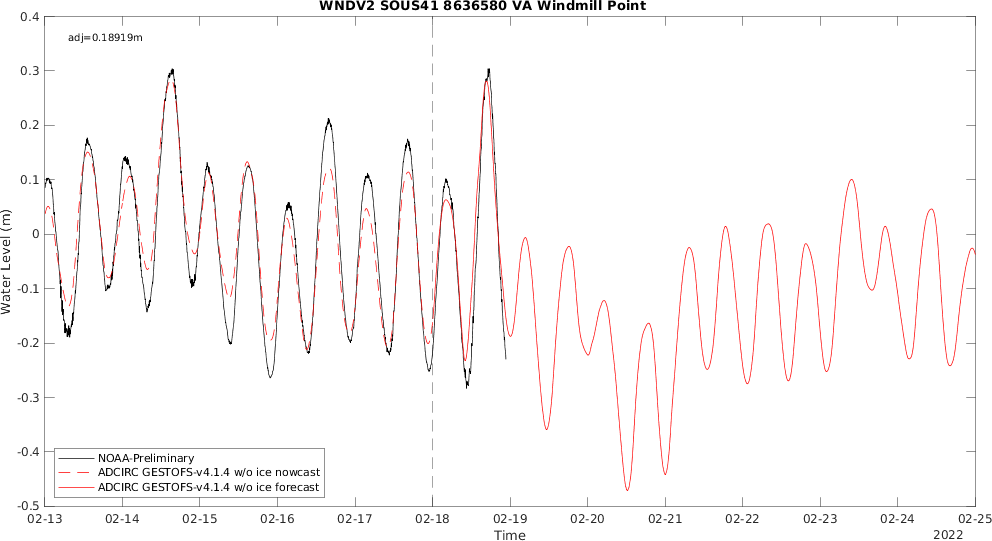 WNDV2 SOUS41 8636580 VA Windmill Point
adj=0.18919m
0.4
0.3
0.2
0.1
0
-0.1
-0.2
-0.3
-0.4
-0.5
Water Level (m)
NOAA-Preliminary
ADCIRC GESTOFS-v4.1.4 w/o ice nowcast
ADCIRC GESTOFS-v4.1.4 w/o ice forecast
02-13 02-14 02-15 02-16 02-17 02-18 02-19 02-20 02-21 02-22 02-23 02-24 02-25
Time
2022